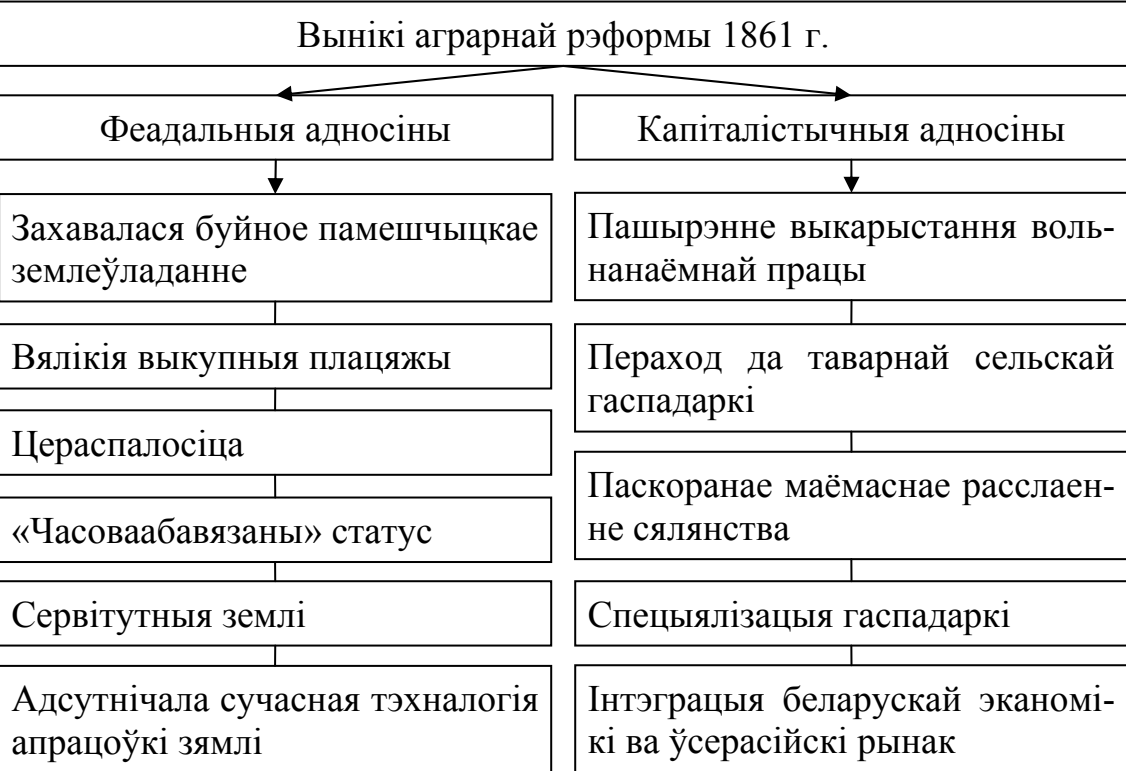 Вынікі аграрнай рэформы 1861 г.
Феадальныя адносіны
Захавалася буйное памешчыцкае
землеўладанне
Вялікія выкупныя плацяжы
Цераспалосіца
«Часоваабавязаны» статус
Сервітутныя землі
Адсутнічала сучасная тэхналогія
апрацоўкі зямлі
Капіталістычныя адносіны
Пашырэнне выкарыстання воль-
нанаёмнай працы
Пераход да таварнай сельскай
гаспадаркі
Паскоранае маёмаснае расслаен-
не сялянства
Спецыялізацыя гаспадаркі
Інтэграцыя беларускай эканомі-
кі ва ўсерасійскі рынак